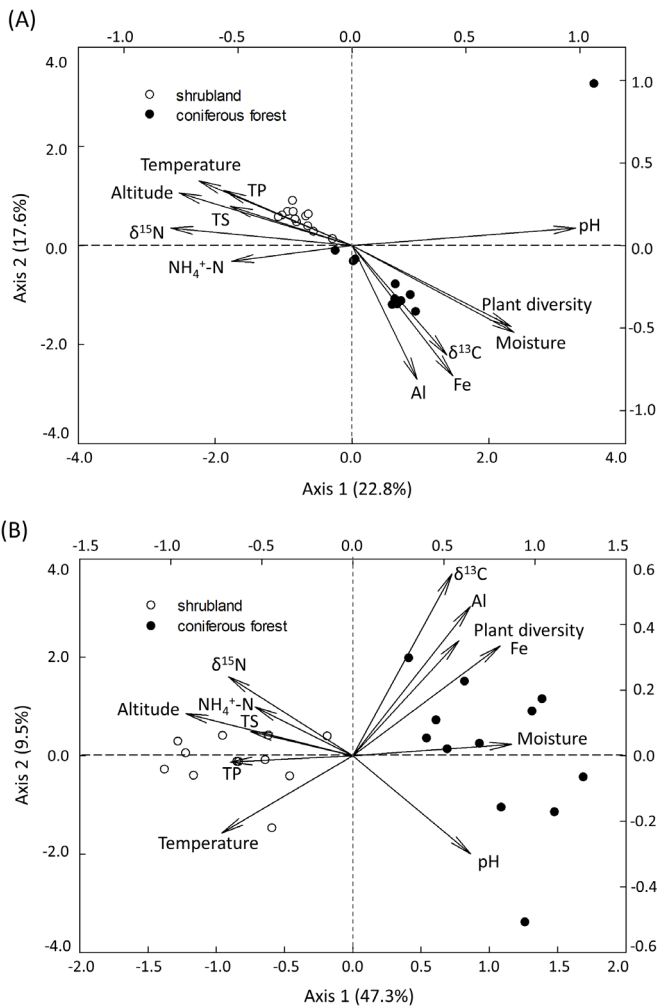 (A)
-1.0 -0.5 0.0 0.5 1.0
4.0
1.0
shrubland
coniferous forest
2.0
0.5
Temperature
Altitude
TP
TS
δ¹⁵N
pH
0.0
0.0
NH₄⁺-N
Axis 2 (17.6%)
Plant diversity
Moisture
-0.5
-2.0
δ¹³C
Fe
Al
-1.0
-4.0
-4.0 -2.0 0.0 2.0 4.0
Axis 1 (22.8%)
(B)
-1.5 -1.0 -0.5 0.0 0.5 1.0 1.5
4.0
0.6
δ¹³C
shrubland
Al
coniferous forest
Plant diversity
0.4
2.0
Fe
δ¹⁵N
0.2
NH₄⁺-N
Altitude
TS
Moisture
0.0
0.0
TP
Axis 2 (9.5%)
Temperature
-0.2
-2.0
pH
-0.4
-4.0
-0.6
-2.0 -1.5 -1.0 -0.5 0.0 0.5 1.0 1.5 2.0
Axis 1 (47.3%)